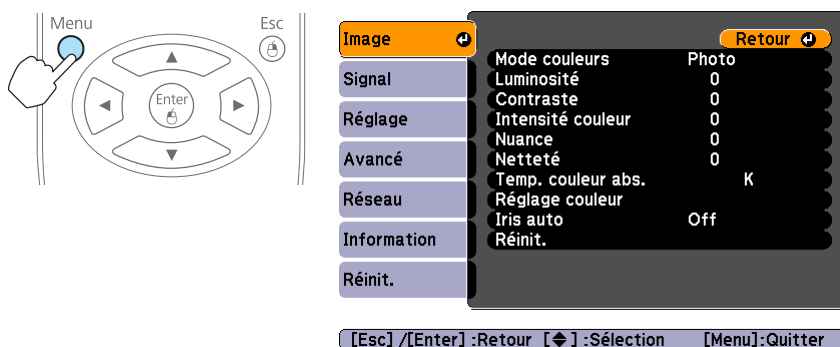 Menu
Esc
Enter
Image
Signal
Réglage
Avancé
Réseau
Information
Réinit.
Retour
Mode couleurs Photo
Luminosité 0
Contraste 0
Intensité couleur 0
Nuance 0
Netteté 0
Temp. couleur abs. K
Réglage couleur
Iris auto Off
Réinit.
[Esc] /[Enter] :Retour [◆] :Sélection [Menu]:Quitter